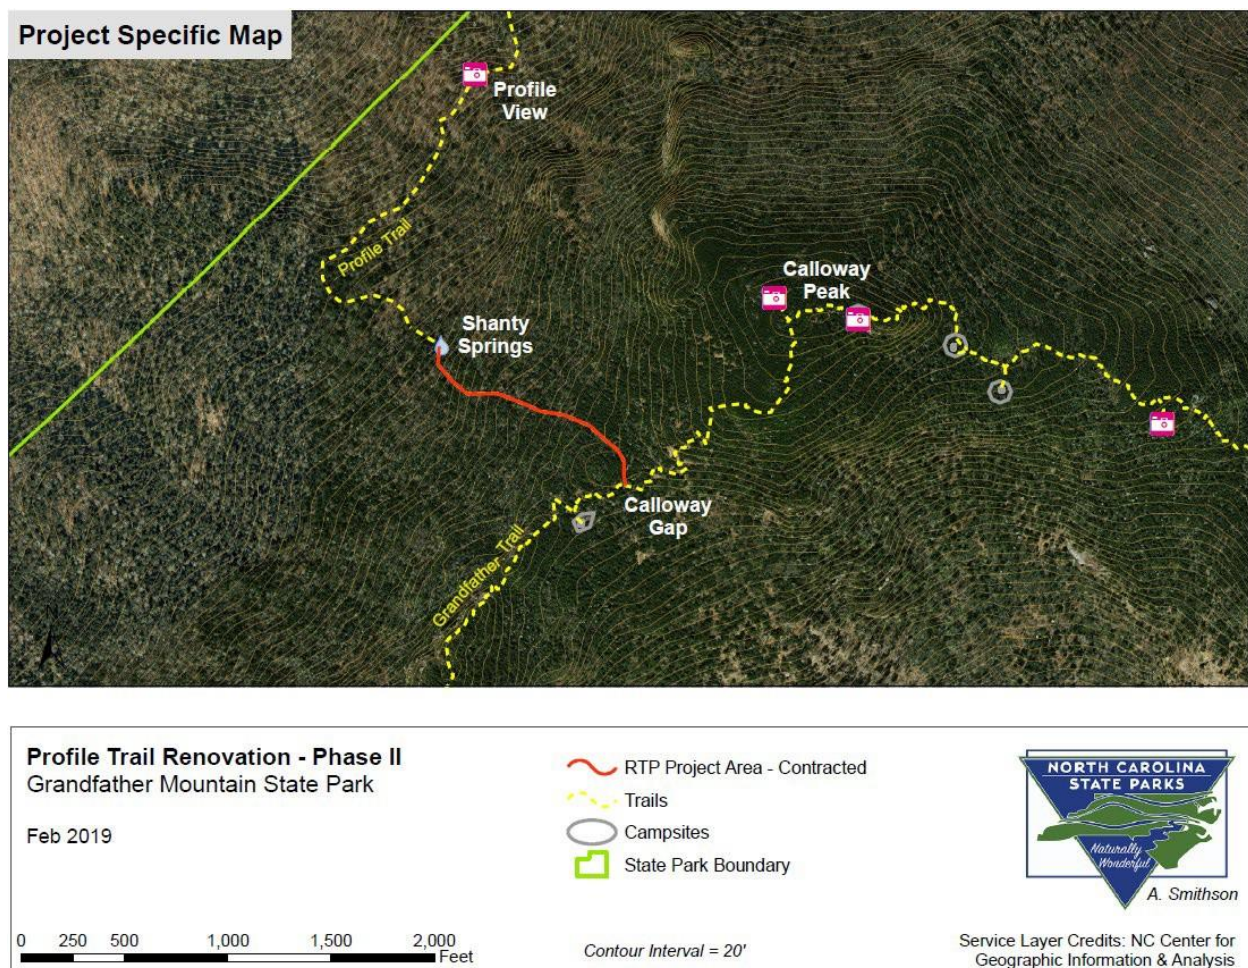 Project Specific Map
Profile
View
Profile Trail
Calloway
Peak
Shanty
Springs
Calloway
Gap
Grandfather Trail
N
Profile Trail Renovation - Phase II
Grandfather Mountain State Park
Feb 2019
0 250 500 1,000 1,500 2,000
Feet
RTP Project Area - Contracted
Trails
Campsites
State Park Boundary
Contour Interval = 20'
NORTH CAROLINA
STATE PARKS
Naturally
Wonderful
A. Smithson
Service Layer Credits: NC Center for
Geographic Information & Analysis